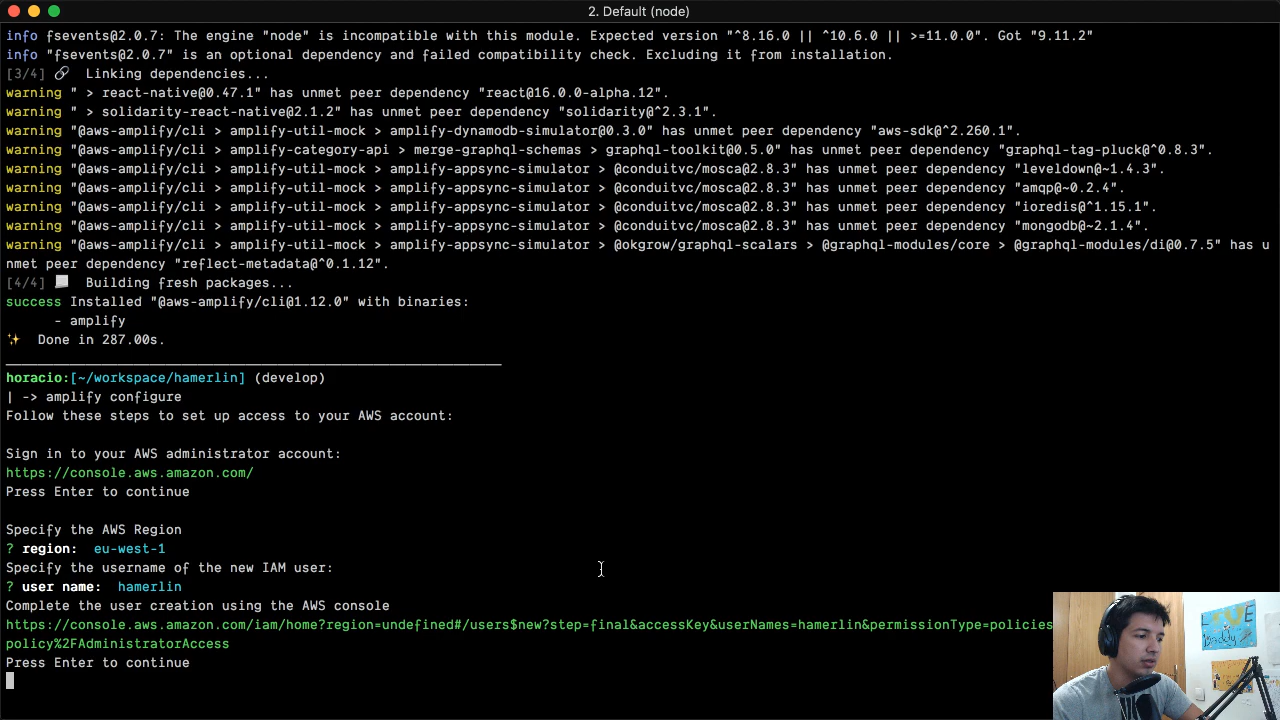 2. Default (node)
info fsevents@2.0.7: The engine "node" is incompatible with this module. Expected version "^8.16.0 || ^10.6.0 || >=11.0.0". Got "9.11.2"
info "fsevents@2.0.7" is an optional dependency and failed compatibility check. Excluding it from installation.
[3/4] 🔗 Linking dependencies...
warning " > react-native@0.47.1" has unmet peer dependency "react@16.0.0-alpha.12".
warning " > solidarity-react-native@2.1.2" has unmet peer dependency "solidarity@^2.3.1".
warning "@aws-amplify/cli > amplify-util-mock > amplify-dynamodb-simulator@0.3.0" has unmet peer dependency "aws-sdk@^2.260.1".
warning "@aws-amplify/cli > amplify-category-api > merge-graphql-schemas > graphql-toolkit@0.5.0" has unmet peer dependency "graphql-tag-pluck@^0.8.3".
warning "@aws-amplify/cli > amplify-util-mock > amplify-appsync-simulator > @conduitvc/mosca@2.8.3" has unmet peer dependency "leveldown@~1.4.3".
warning "@aws-amplify/cli > amplify-util-mock > amplify-appsync-simulator > @conduitvc/mosca@2.8.3" has unmet peer dependency "amqp@~0.2.4".
warning "@aws-amplify/cli > amplify-util-mock > amplify-appsync-simulator > @conduitvc/mosca@2.8.3" has unmet peer dependency "ioredis@^1.15.1".
warning "@aws-amplify/cli > amplify-util-mock > amplify-appsync-simulator > @conduitvc/mosca@2.8.3" has unmet peer dependency "mongodb@~2.1.4".
warning "@aws-amplify/cli > amplify-util-mock > amplify-appsync-simulator > @okgrow/graphql-scalars > @graphql-modules/core > @graphql-modules/di@0.7.5" has u
nmet peer dependency "reflect-metadata@^0.1.12".
[4/4] 📃 Building fresh packages...
success Installed "@aws-amplify/cli@1.12.0" with binaries:
- amplify
✨ Done in 287.00s.
horacio:[~/workspace/hamerlin] (develop)
| -> amplify configure
Follow these steps to set up access to your AWS account:
Sign in to your AWS administrator account:
https://console.aws.amazon.com/
Press Enter to continue
Specify the AWS Region
? region: eu-west-1
Specify the username of the new IAM user:
? user name: hamerlin
Complete the user creation using the AWS console
https://console.aws.amazon.com/iam/home?region=undefined#/users$new?step=final&accessKey&userNames=hamerlin&permissionType=policies
policy%2FAdministratorAccess
Press Enter to continue